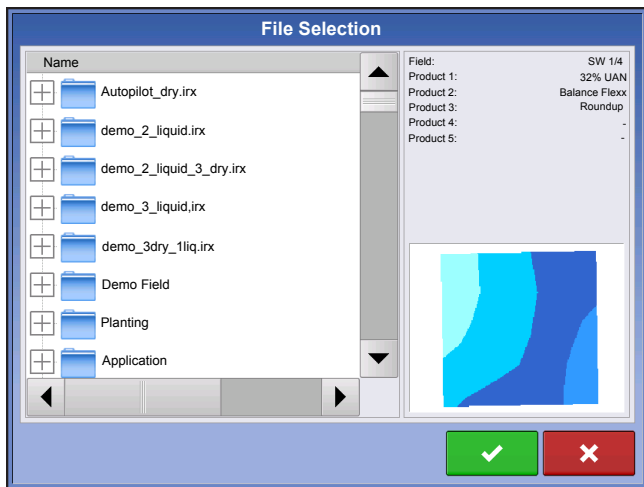 File Selection
Name
Autopilot_dry.irx
demo_2_liquid.irx
demo_2_liquid_3_dry.irx
demo_3_liquid,irx
demo_3dry_1liq.irx
Demo Field
Planting
Application
Field: SW 1/4
Product 1: 32% UAN
Product 2: Balance Flexx
Product 3: Roundup
Product 4: -
Product 5: -